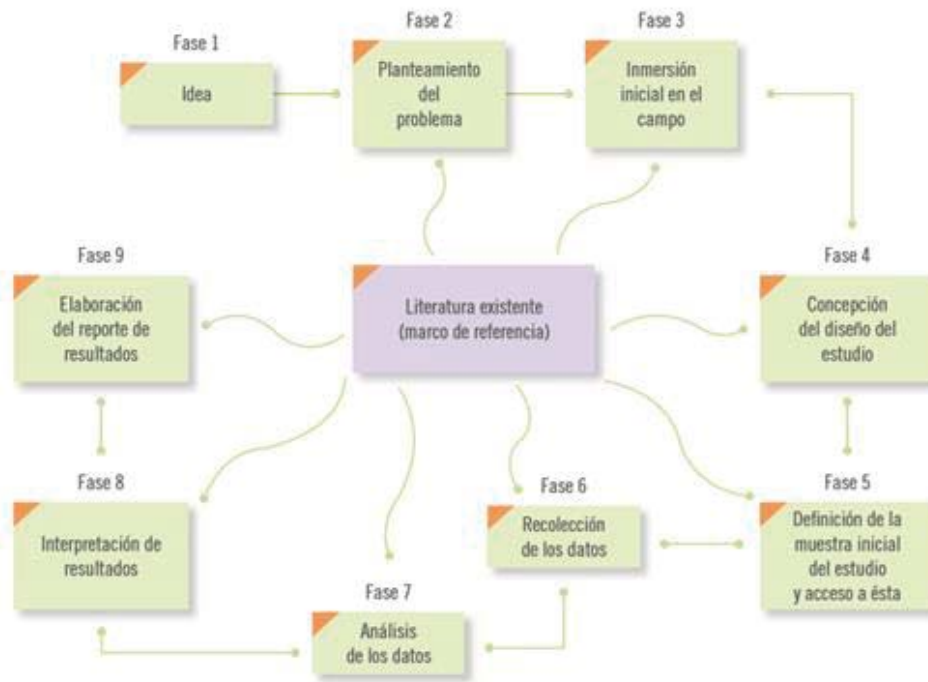 Fase 1
Idea
Fase 2
Planteamiento
del
problema
Fase 3
Inmersión
inicial en el
campo
Fase 4
Concepción
del diseño del
estudio
Fase 5
Definición de la
muestra inicial
del estudio
y acceso a ésta
Fase 6
Recolección
de los datos
Fase 7
Análisis
de los datos
Fase 8
Interpretación de
resultados
Fase 9
Elaboración
del reporte de
resultados
Literatura existente
(marco de referencia)